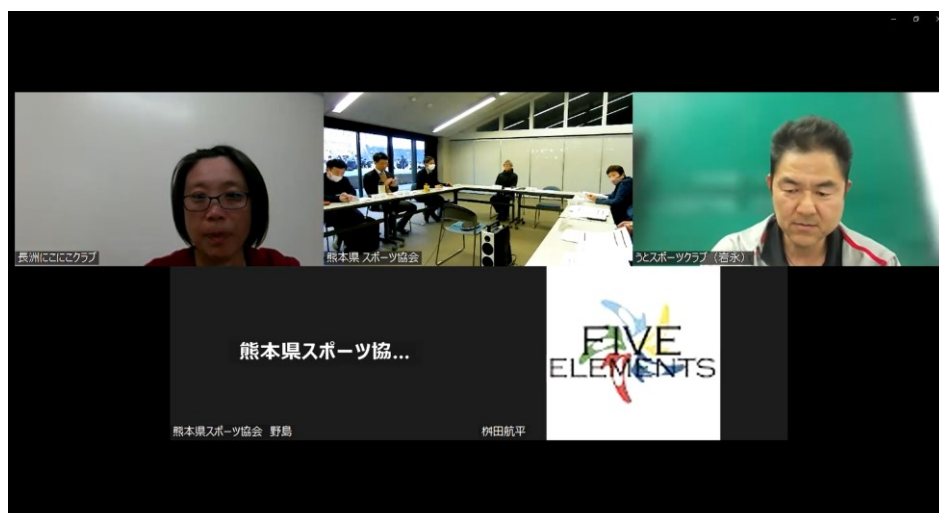 長洲にこにこクラブ
熊本県 スポーツ協会
うとスポーツクラブ（岩永）
熊本県スポーツ協...
熊本県スポーツ協会 野島
桝田航平
FIVE
ELEMENTS